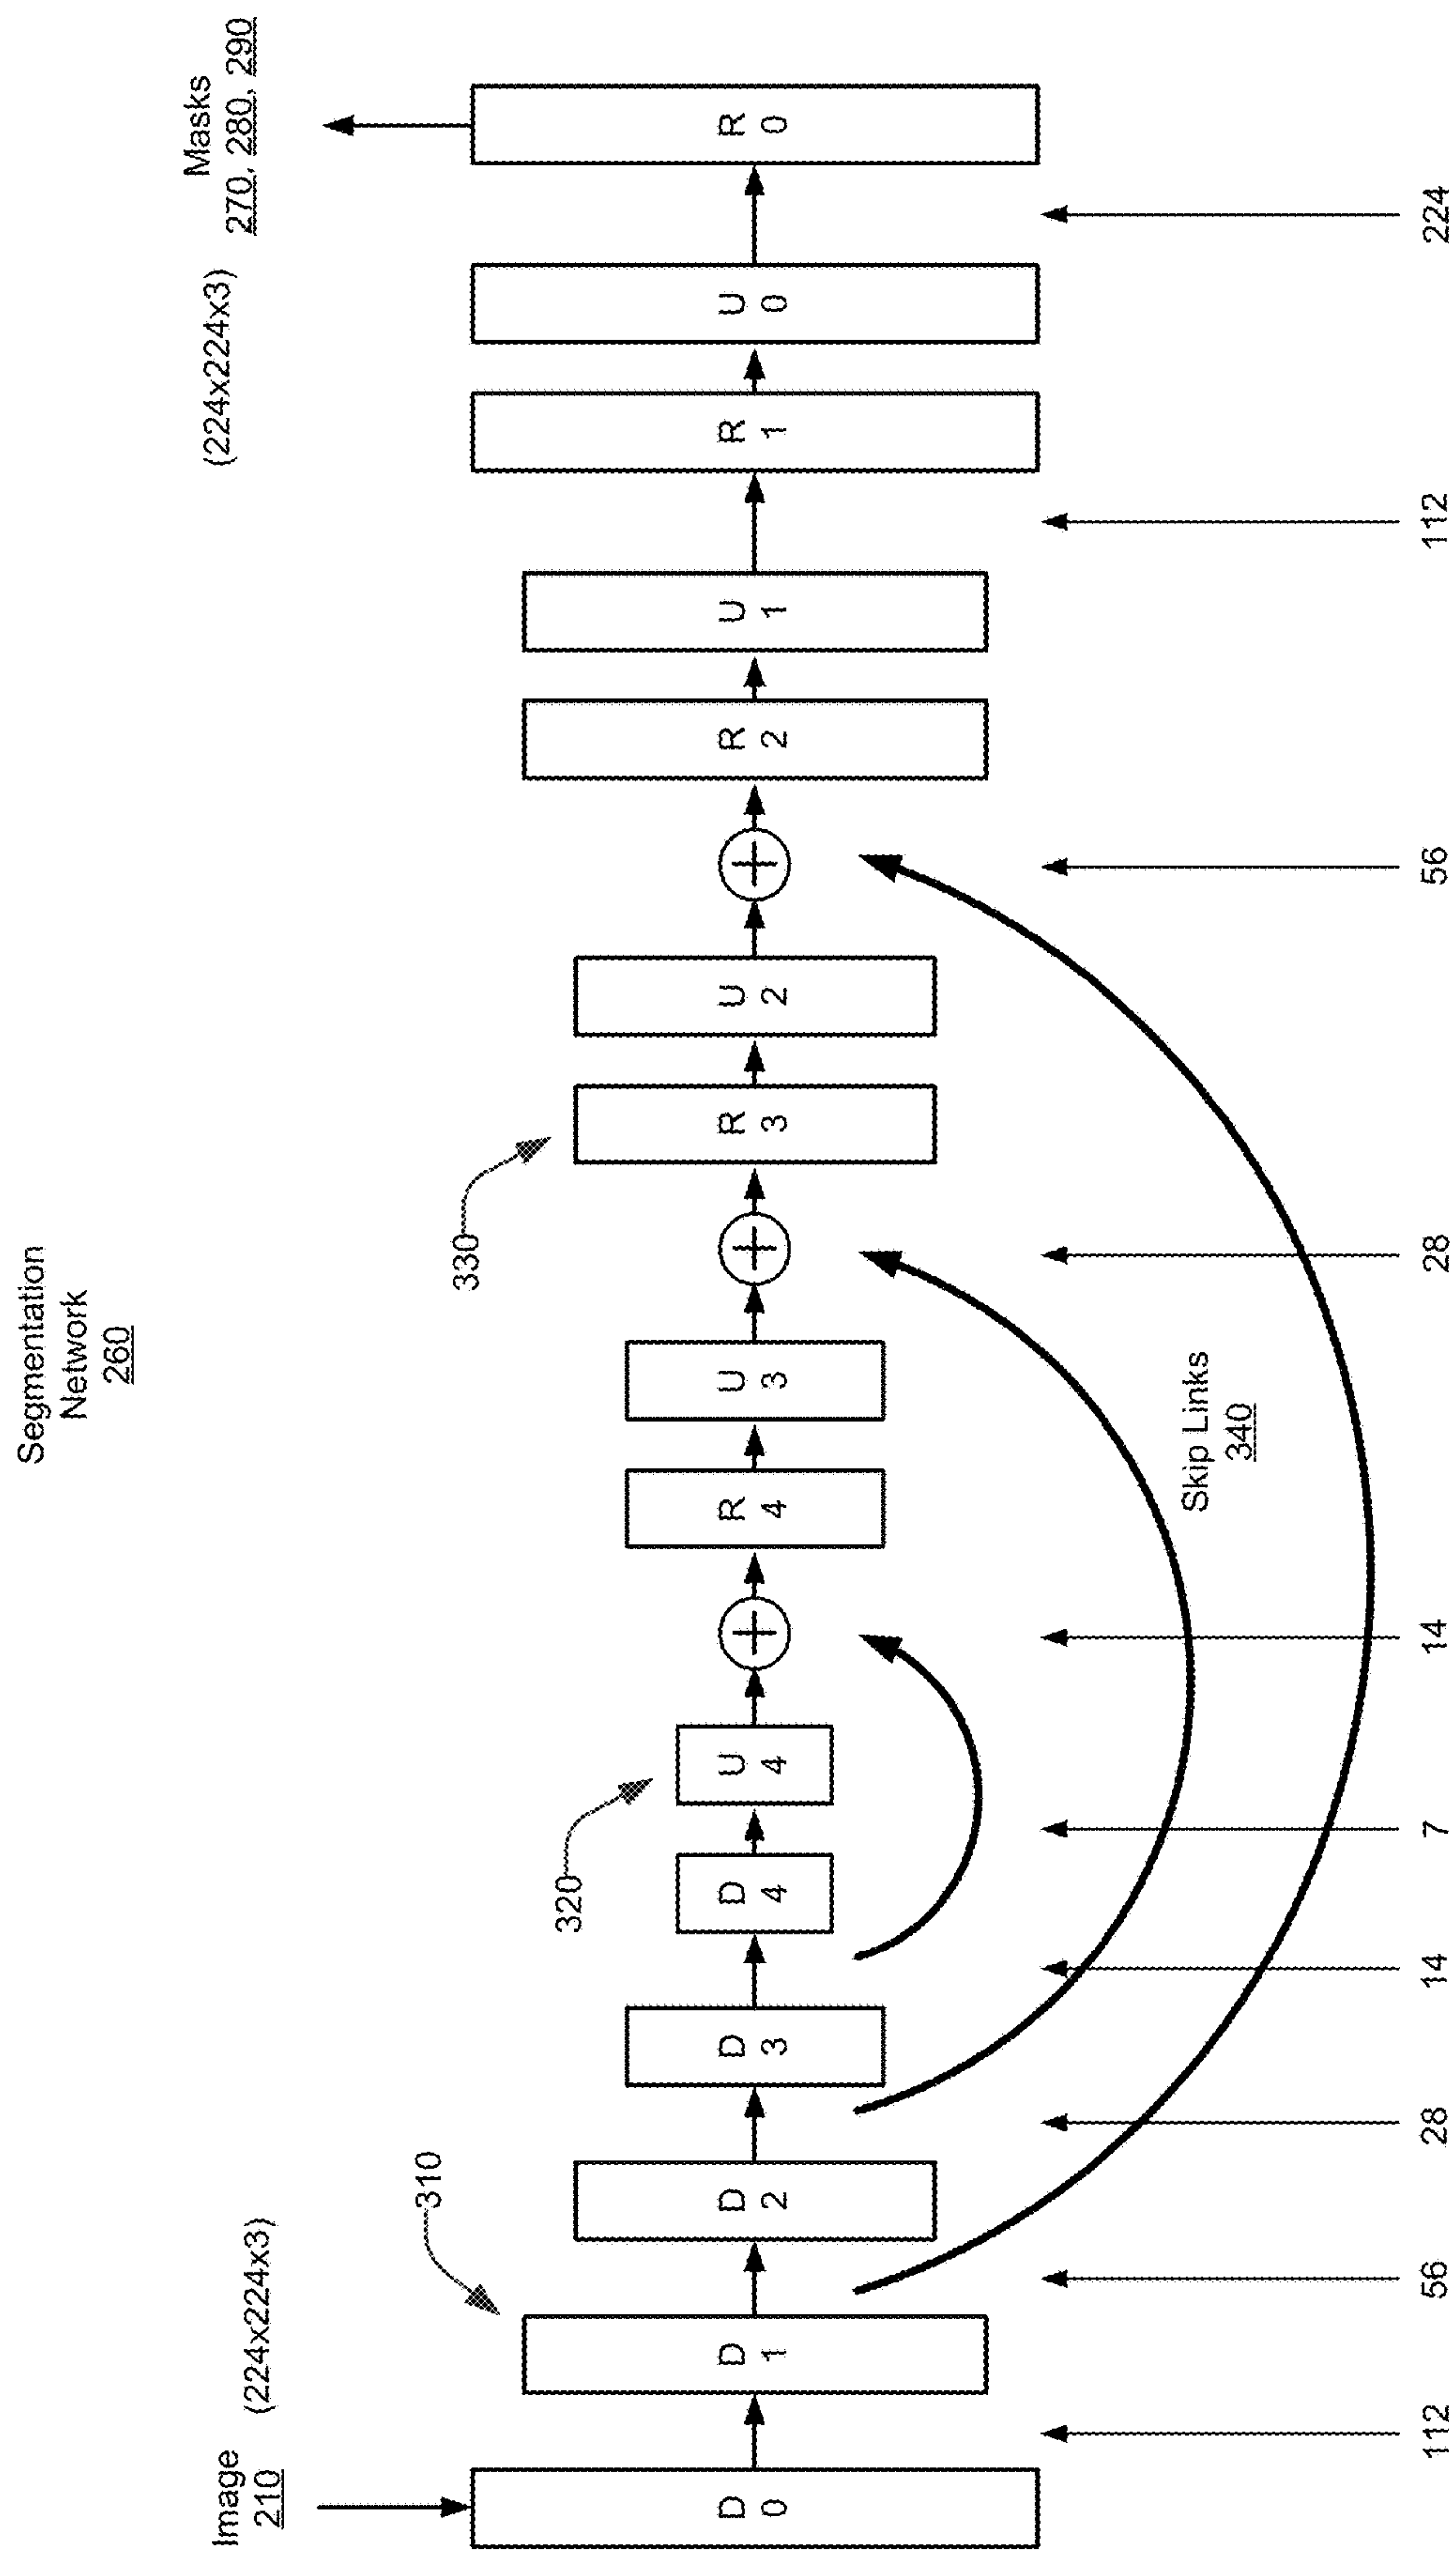 Segmentation
Network
260
Image
210
(224x224x3)
(224x224x3)
Masks
270, 280, 290
310
320
330
D
0
D
1
D
2
D
3
D
4
U
4
R
4
U
3
R
3
U
2
R
2
U
1
R
1
U
0
R
0
Skip Links
340
112
56
28
14
7
14
28
56
112
224